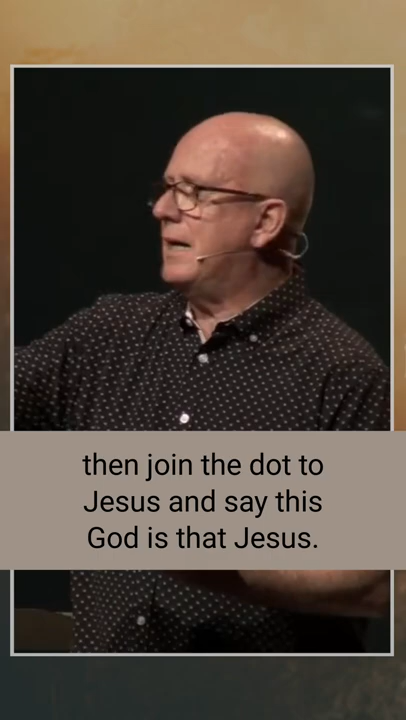 then join the dot to
Jesus and say this
God is that Jesus.